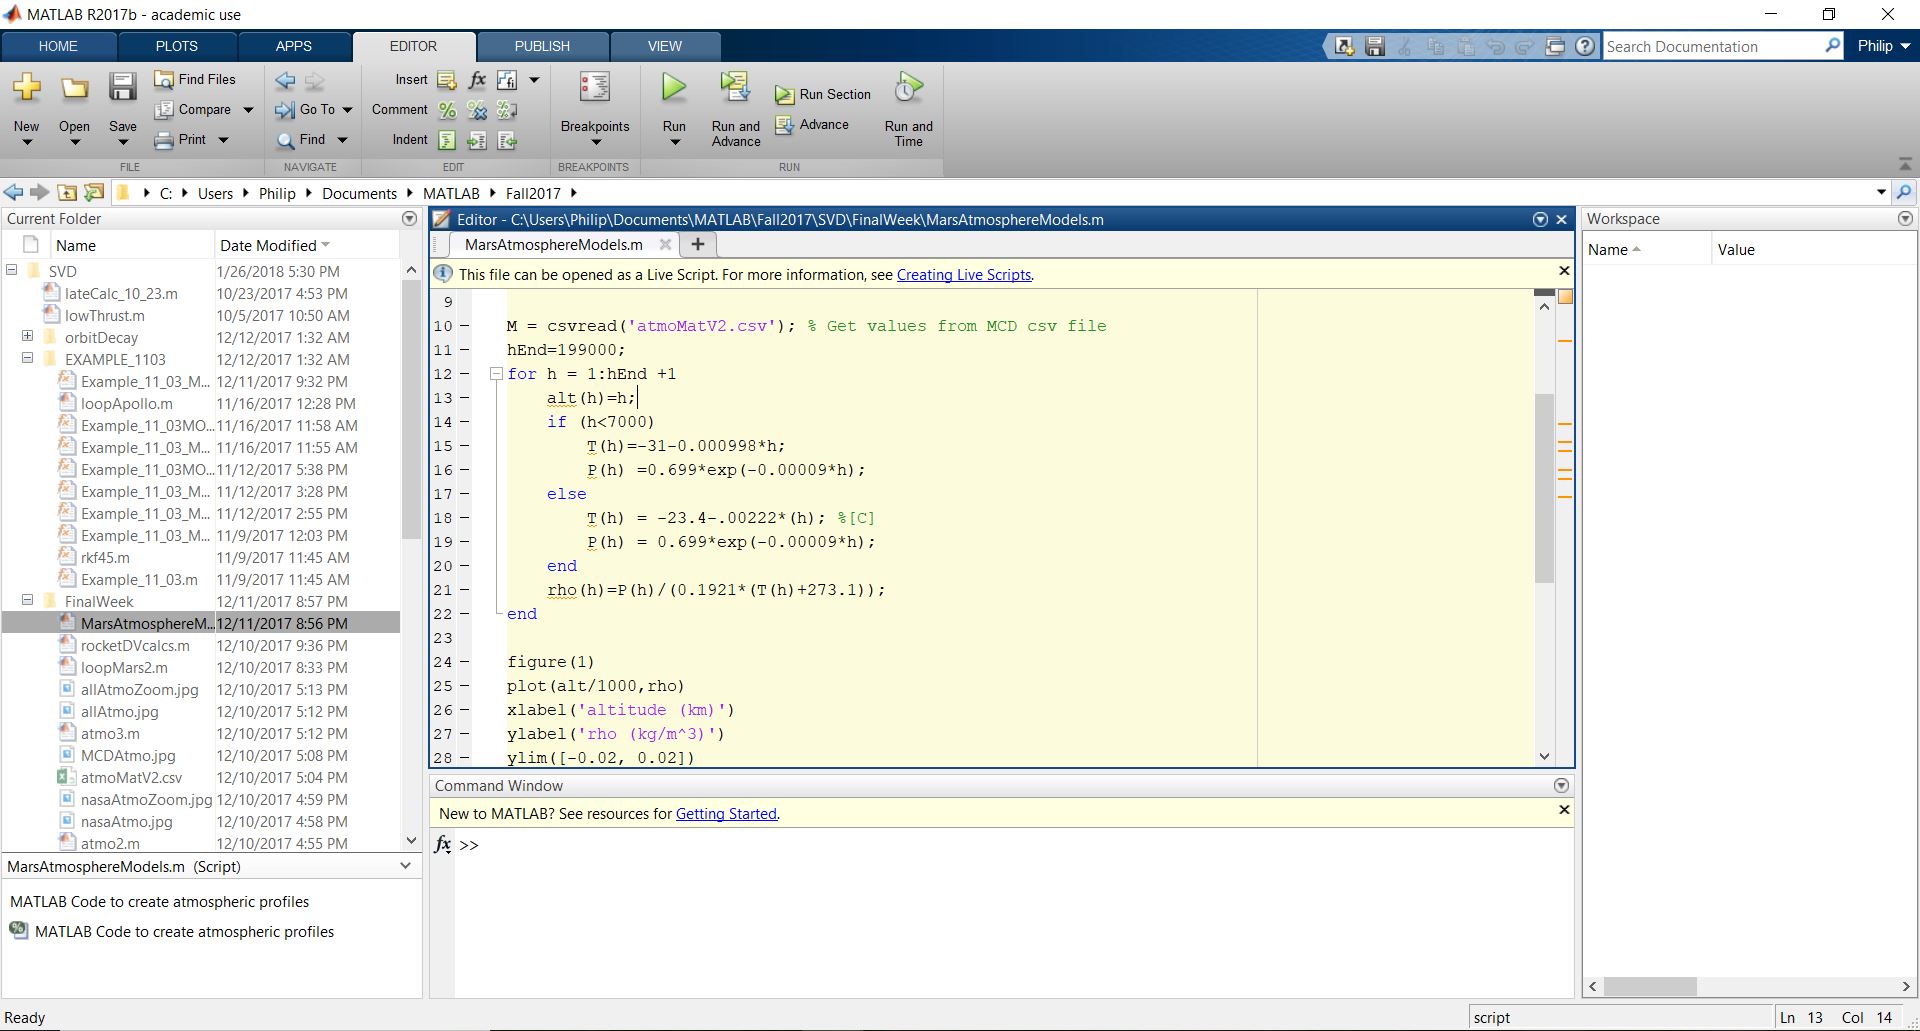 MATLAB R2017b - academic use
HOME PLOTS APPS EDITOR PUBLISH VIEW
Search Documentation
Philip
New
Open
Save
Find Files
Compare
Print
FILE
Go To
Find
NAVIGATE
Insert
Comment
Indent
EDIT
Breakpoints
BREAKPOINTS
Run
Run and Advance
Run Section
Advance
Run and Time
RUN
C: Users Philip Documents MATLAB Fall2017
Current Folder
Name Date Modified
SVD 1/26/2018 5:30 PM
lateCalc_10_23.m 10/23/2017 4:53 PM
lowThrust.m 10/5/2017 10:50 AM
orbitDecay 12/12/2017 1:32 AM
EXAMPLE_1103 12/12/2017 1:32 AM
Example_11_03_M... 12/11/2017 9:32 PM
loopApollo.m 11/16/2017 12:28 PM
Example_11_03MO... 11/16/2017 11:58 AM
Example_11_03_M... 11/16/2017 11:55 AM
Example_11_03MO... 11/12/2017 5:38 PM
Example_11_03_M... 11/12/2017 3:28 PM
Example_11_03_M... 11/12/2017 2:55 PM
Example_11_03_M... 11/9/2017 12:03 PM
rkf45.m 11/9/2017 11:45 AM
Example_11_03.m 11/9/2017 11:45 AM
FinalWeek 12/11/2017 8:57 PM
MarsAtmosphereM... 12/11/2017 8:56 PM
rocketDVcalcs.m 12/10/2017 9:36 PM
loopMars2.m 12/10/2017 8:33 PM
allAtmoZoom.jpg 12/10/2017 5:13 PM
allAtmo.jpg 12/10/2017 5:12 PM
atmo3.m 12/10/2017 5:12 PM
MCDAtmo.jpg 12/10/2017 5:08 PM
atmoMatV2.csv 12/10/2017 5:04 PM
nasaAtmoZoom.jpg 12/10/2017 4:59 PM
nasaAtmo.jpg 12/10/2017 4:58 PM
atmo2.m 12/10/2017 4:55 PM
MarsAtmosphereModels.m (Script)
MATLAB Code to create atmospheric profiles
MATLAB Code to create atmospheric profiles
Editor - C:\Users\Philip\Documents\MATLAB\Fall2017\SVD\FinalWeek\MarsAtmosphereModels.m
MarsAtmosphereModels.m
This file can be opened as a Live Script. For more information, see Creating Live Scripts.
9
10 – M = csvread('atmoMatV2.csv'); % Get values from MCD csv file
11 – hEnd=199000;
12 – for h = 1:hEnd +1
13 – alt(h)=h;
14 – if (h<7000)
15 – T(h)=-31-0.000998*h;
16 – P(h) =0.699*exp(-0.00009*h);
17 – else
18 – T(h) = -23.4-.00222*(h); %[C]
19 – P(h) = 0.699*exp(-0.00009*h);
20 – end
21 – rho(h)=P(h)/(0.1921*(T(h)+273.1));
22 – end
23
24 – figure(1)
25 – plot(alt/1000,rho)
26 – xlabel('altitude (km)')
27 – ylabel('rho (kg/m^3)')
28 – ylim([-0.02, 0.02])
Command Window
New to MATLAB? See resources for Getting Started.
fx >>
Workspace
Name Value
Ready
script
Ln 13 Col 14